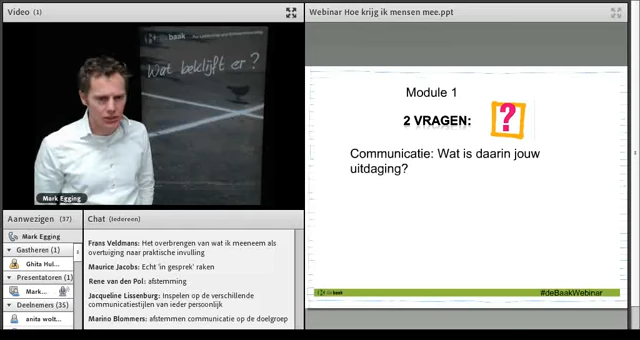 Video (1)
de baak
Wat beklijft er?
Mark Egging
Aanwezigen (37)
Mark Egging
Gastheren (1)
Ghita Hul...
Presentatoren (1)
Mark...
Deelnemers (35)
anita wolt...
Chat (Iedereen)
Frans Veldmans: Het overbrengen van wat ik meeneem als
overtuiging naar praktische invulling
Maurice Jacobs: Echt 'in gesprek' raken
Rene van den Pol: afstemming
Jacqueline Lissenburg: Inspelen op de verschillende
communicatiestijlen van ieder persoonlijk
Marino Blommers: afstemmen communicatie op de doelgroep
Webinar Hoe krijg ik mensen mee.ppt
Module 1
2 VRAGEN:
?
Communicatie: Wat is daarin jouw
uitdaging?
de baak
#deBaakWebinar